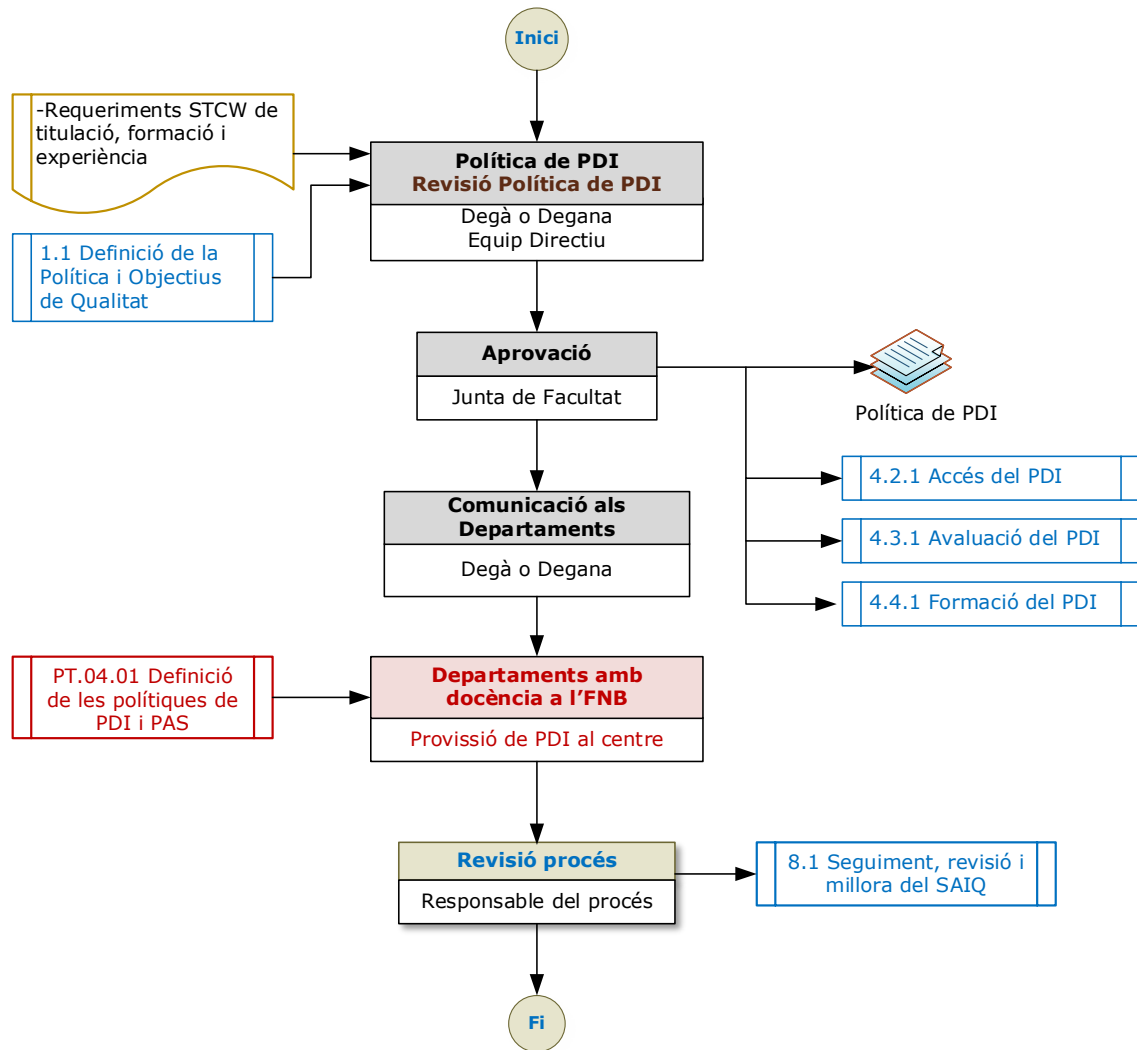 Inici
-Requeriments STCW de
titulació, formació i
experiència
Política de PDI
Revisió Política de PDI
Degà o Degana
Equip Directiu
1.1 Definició de la
Política i Objectius
de Qualitat
Aprovació
Junta de Facultat
Política de PDI
4.2.1 Accés del PDI
4.3.1 Avaluació del PDI
4.4.1 Formació del PDI
Comunicació als
Departaments
Degà o Degana
PT.04.01 Definició
de les polítiques de
PDI i PAS
Departaments amb
docència a l’FNB
Provissió de PDI al centre
Revisió procés
Responsable del procés
8.1 Seguiment, revisió i
millora del SAIQ
Fi